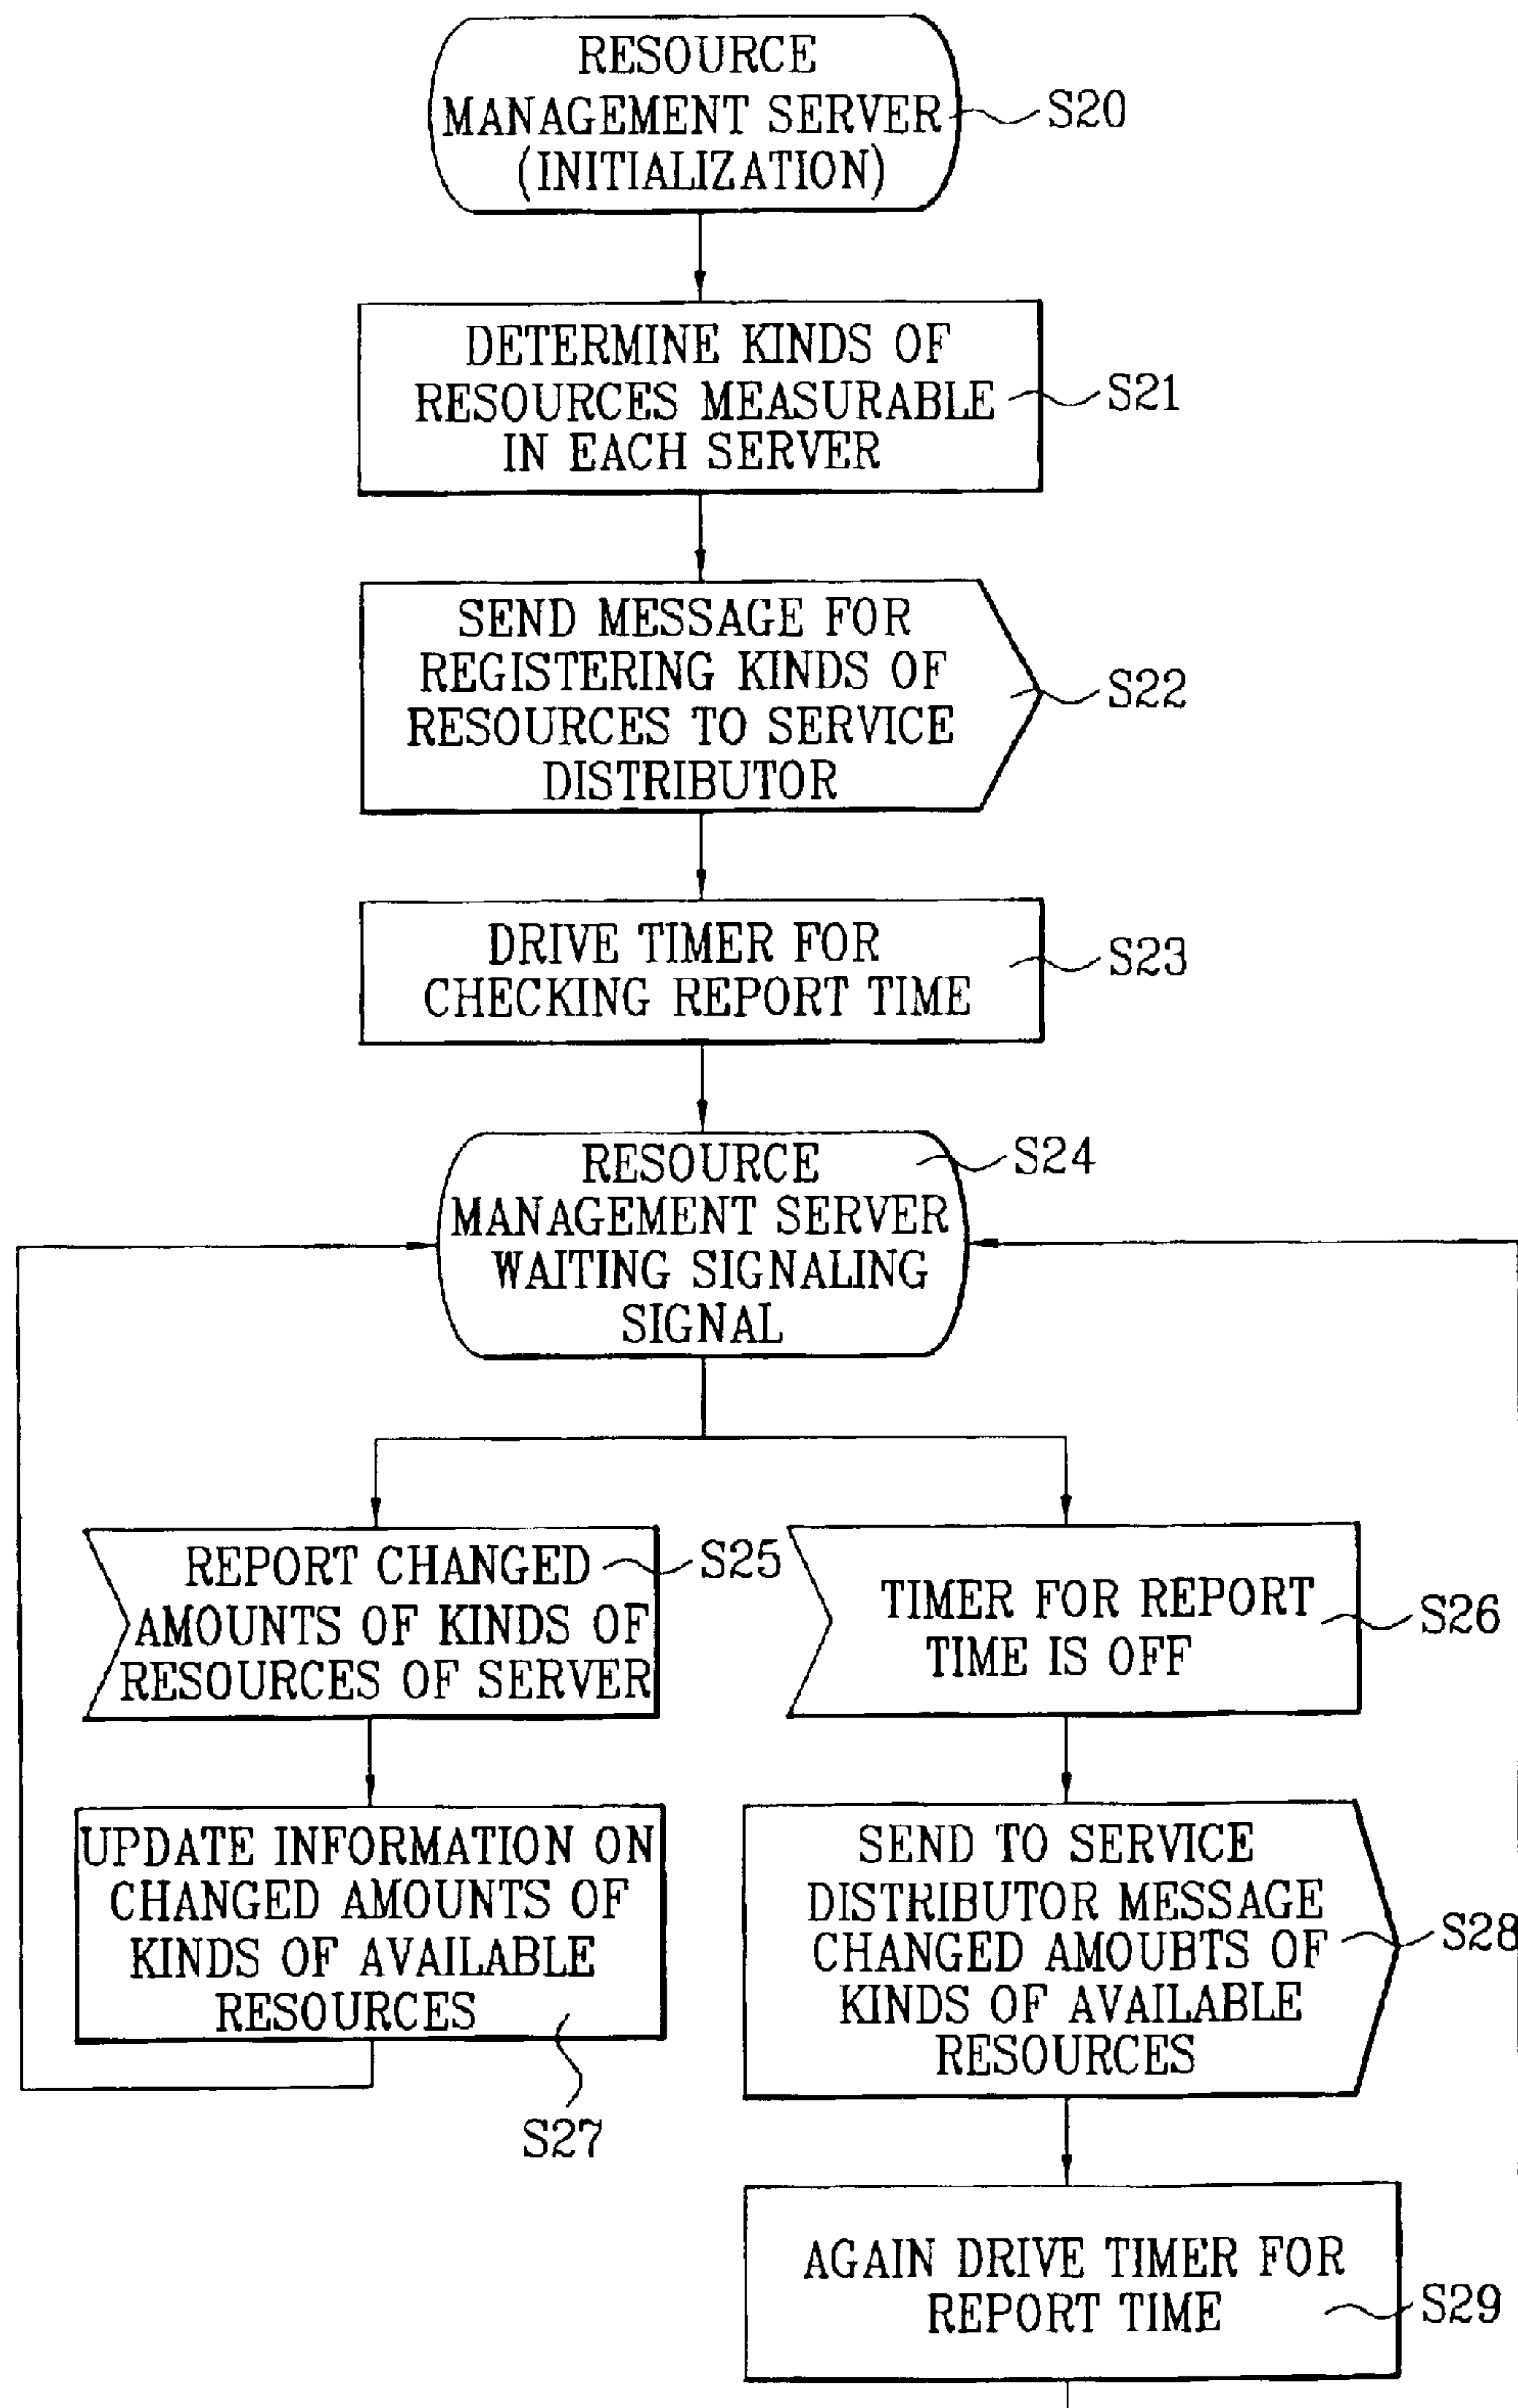 RESOURCE
MANAGEMENT SERVER
(INITIALIZATION)
S20
DETERMINE KINDS OF
RESOURCES MEASURABLE
IN EACH SERVER
S21
SEND MESSAGE FOR
REGISTERING KINDS OF
RESOURCES TO SERVICE
DISTRIBUTOR
S22
DRIVE TIMER FOR
CHECKING REPORT TIME
S23
RESOURCE
MANAGEMENT SERVER
WAITING SIGNALING
SIGNAL
S24
REPORT CHANGED
AMOUNTS OF KINDS OF
RESOURCES OF SERVER
S25
TIMER FOR REPORT
TIME IS OFF
S26
UPDATE INFORMATION ON
CHANGED AMOUNTS OF
KINDS OF AVAILABLE
RESOURCES
S27
SEND TO SERVICE
DISTRIBUTOR MESSAGE
CHANGED AMOUBTS OF
KINDS OF AVAILABLE
RESOURCES
S28
AGAIN DRIVE TIMER FOR
REPORT TIME
S29